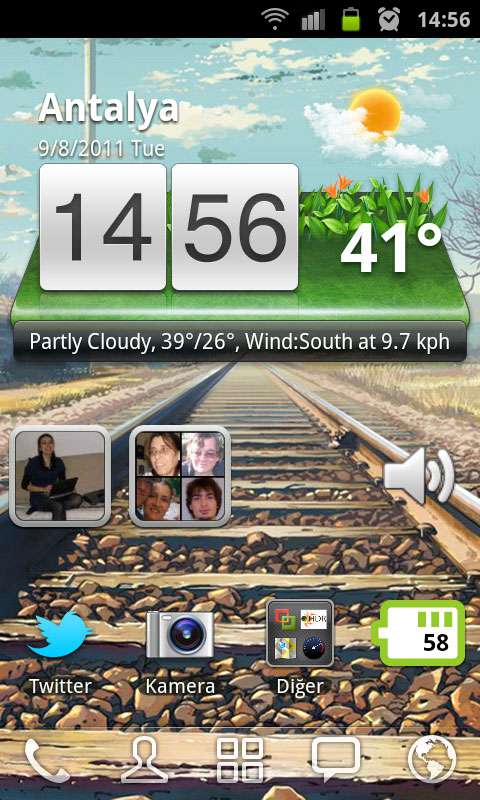 14:56
Antalya
9/8/2011 Tue
14 56
41°
Partly Cloudy, 39°/26°, Wind:South at 9.7 kph
HDR
58
Twitter Kamera Diğer